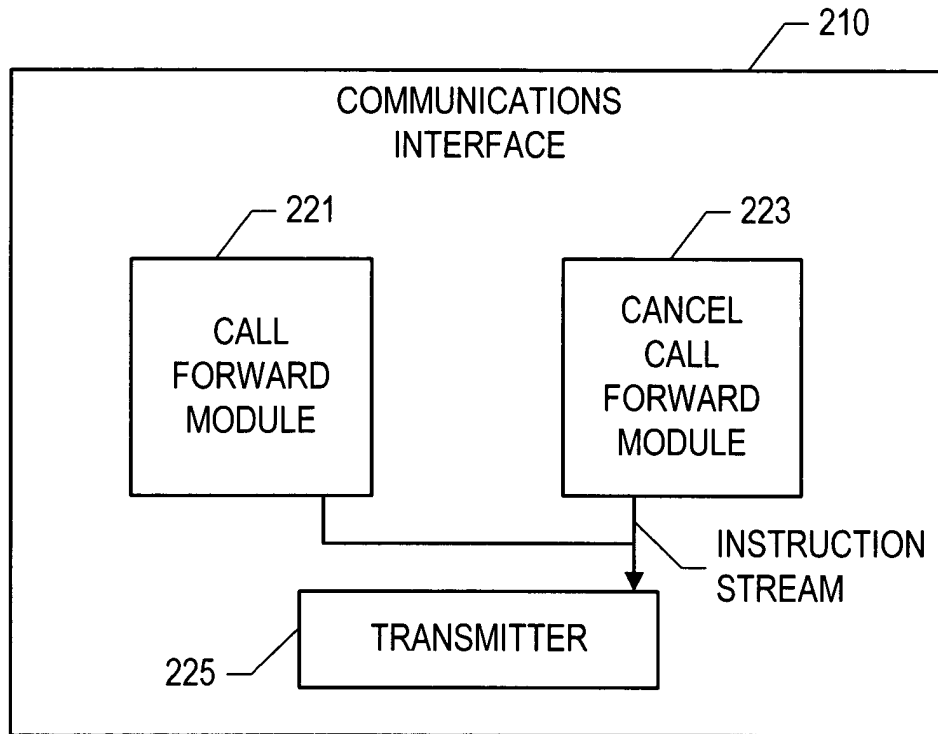 210
COMMUNICATIONS
INTERFACE
221
223
CALL
FORWARD
MODULE
CANCEL
CALL
FORWARD
MODULE
INSTRUCTION
STREAM
TRANSMITTER
225